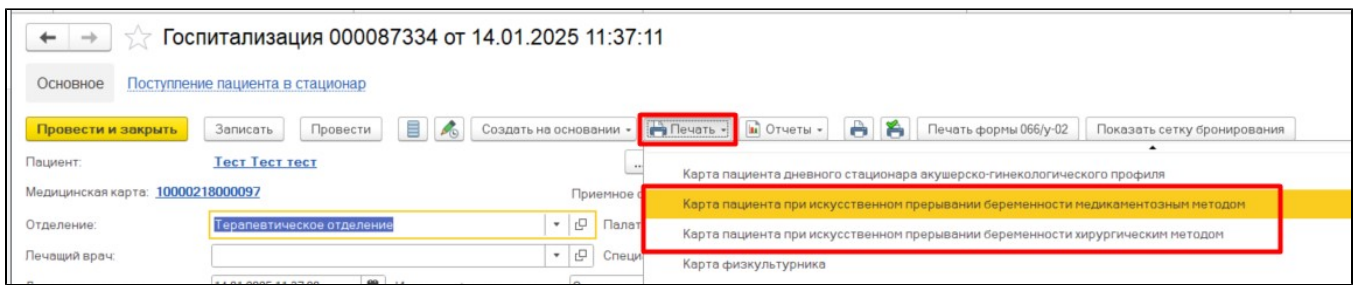 Госпитализация 000087334 от 14.01.2025 11:37:11
Основное Поступление пациента в стационар
Провести и закрыть Записать Провести Создать на основании Печать Отчеты Печать формы 066/у-02 Показать сетку бронирования
Пациент: Тест Тест тест ...
Карта пациента дневного стационара акушерско-гинекологического профиля
Медицинская карта: 10000218000097 Приемное
Карта пациента при искусственном прерывании беременности медикаментозным методом
Отделение: Терапевтическое отделение Палат
Карта пациента при искусственном прерывании беременности хирургическим методом
Лечащий врач: Специ
Карта физкультурника